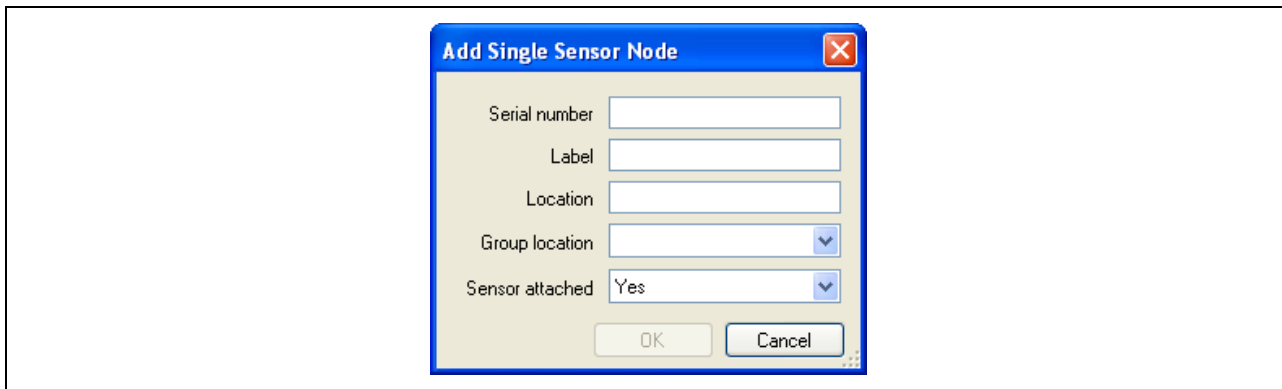 Add Single Sensor Node
Serial number
Label
Location
Group location
Sensor attached Yes
OK Cancel